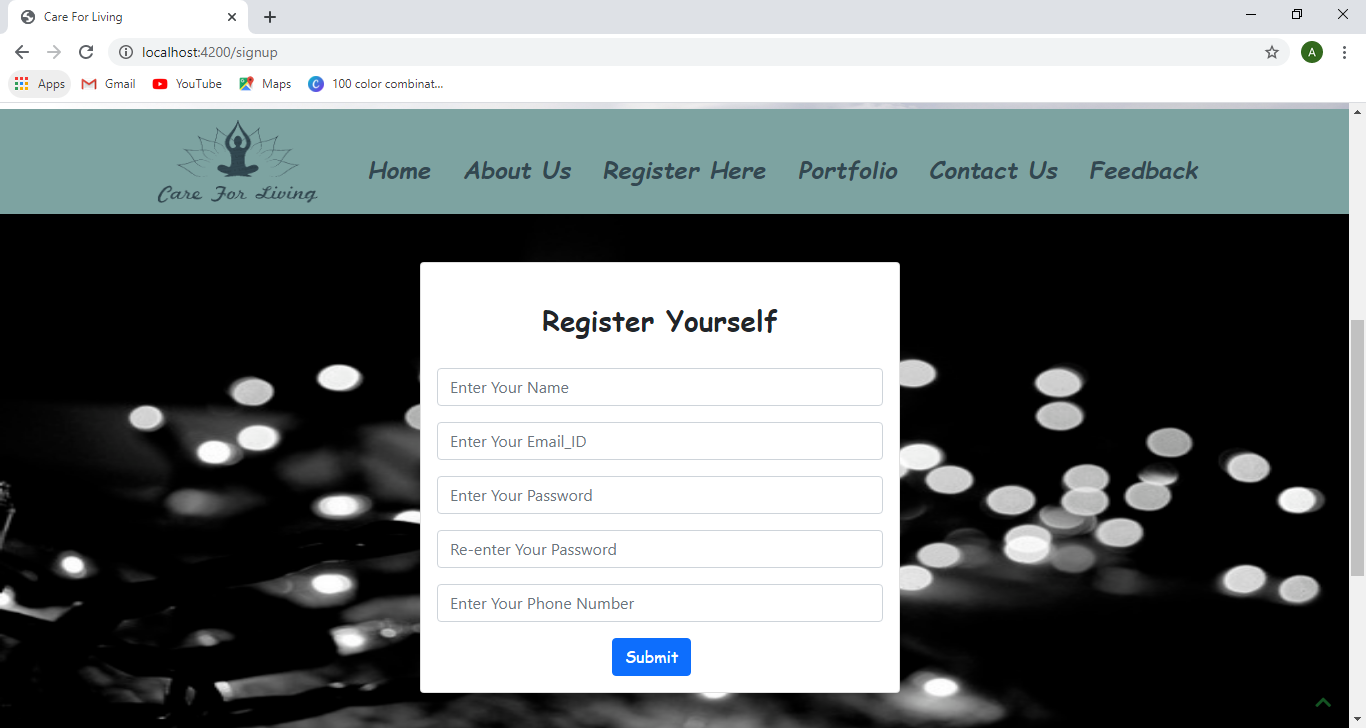 Care For Living
localhost:4200/signup
A
Apps Gmail YouTube Maps C 100 color combinat...
Care For Living
Home About Us Register Here Portfolio Contact Us Feedback
Register Yourself
Enter Your Name
Enter Your Email_ID
Enter Your Password
Re-enter Your Password
Enter Your Phone Number
Submit